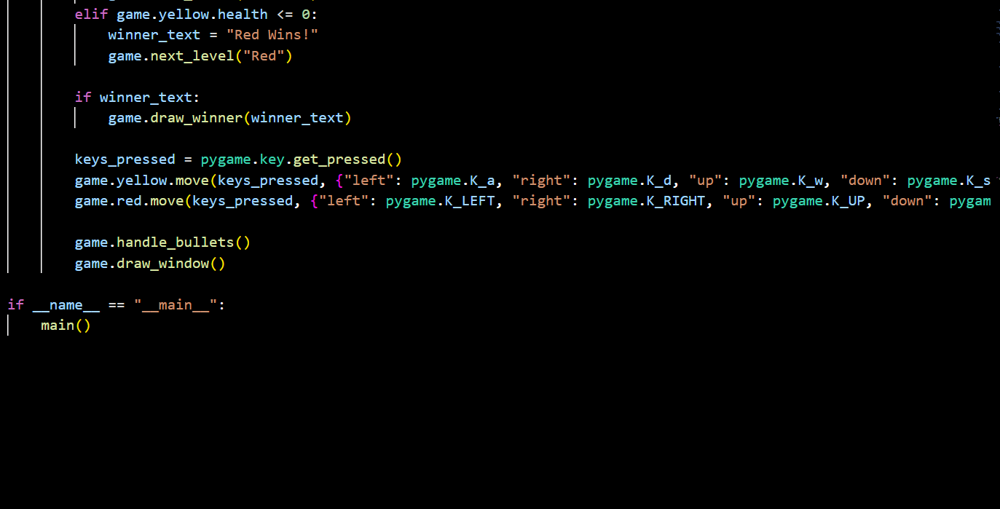 elif game.yellow.health <= 0:
winner_text = "Red Wins!"
game.next_level("Red")
if winner_text:
game.draw_winner(winner_text)
keys_pressed = pygame.key.get_pressed()
game.yellow.move(keys_pressed, {"left": pygame.K_a, "right": pygame.K_d, "up": pygame.K_w, "down": pygame.K_s
game.red.move(keys_pressed, {"left": pygame.K_LEFT, "right": pygame.K_RIGHT, "up": pygame.K_UP, "down": pygam
game.handle_bullets()
game.draw_window()
if __name__ == "__main__":
main()